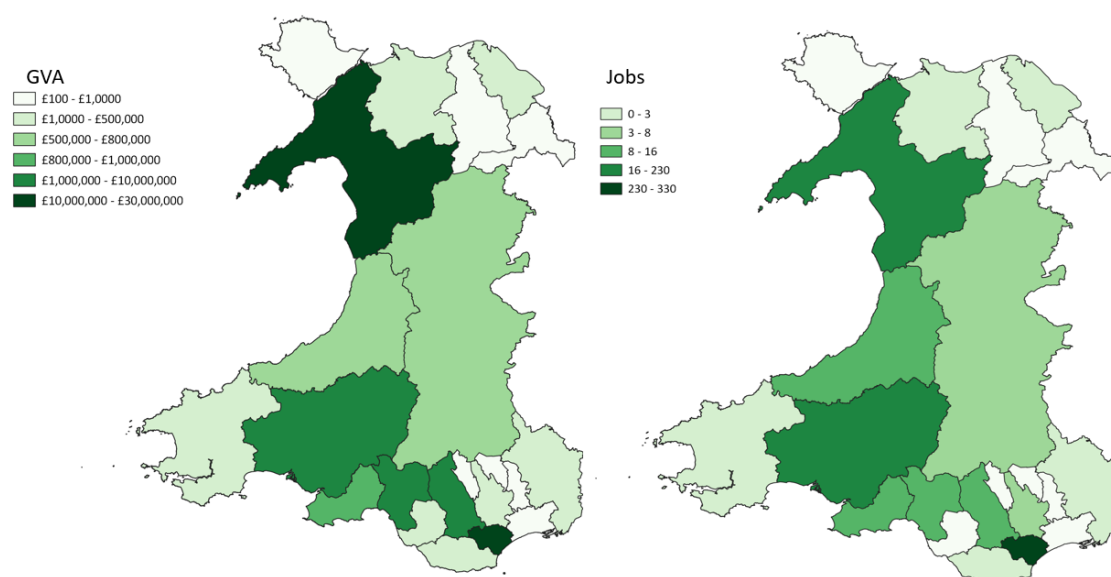 GVA
£100 - £1,0000
£1,0000 - £500,000
£500,000 - £800,000
£800,000 - £1,000,000
£1,000,000 - £10,000,000
£10,000,000 - £30,000,000
Jobs
0 - 3
3 - 8
8 - 16
16 - 230
230 - 330